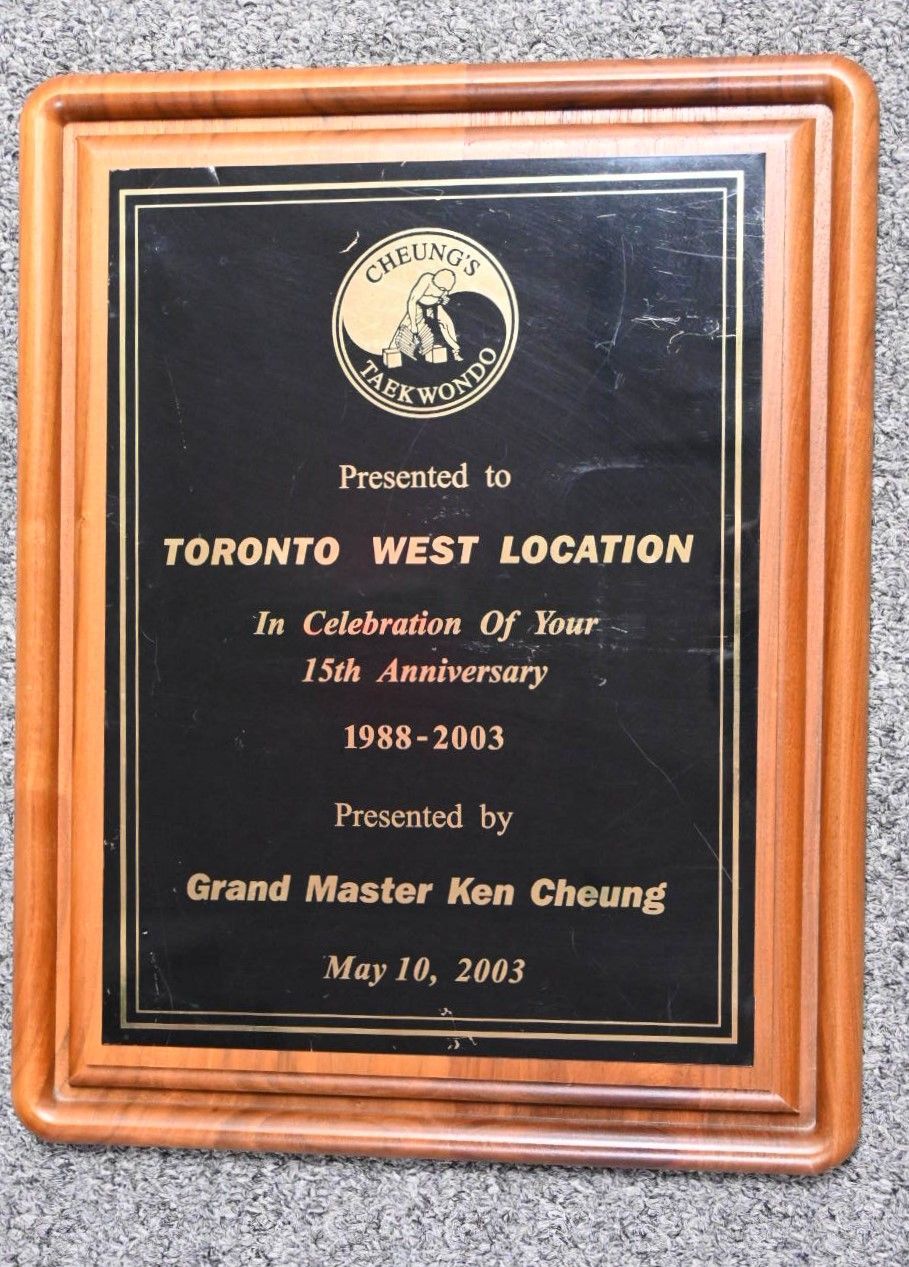 CHEUNG'S
TAEKWONDO
Presented to
TORONTO WEST LOCATION
In Celebration Of Your
15th Anniversary
1988-2003
Presented by
Grand Master Ken Cheung
May 10, 2003